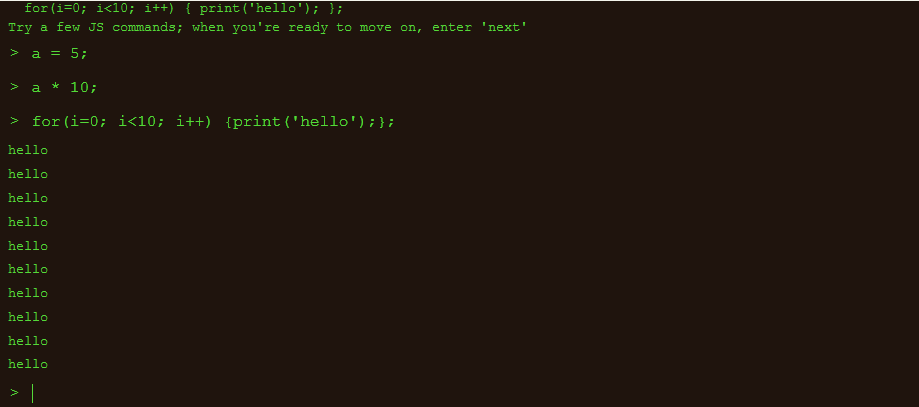 for(i=0; i<10; i++) { print('hello'); };
Try a few JS commands; when you're ready to move on, enter 'next'
> a = 5;
> a * 10;
> for(i=0; i<10; i++) {print('hello');};
hello
hello
hello
hello
hello
hello
hello
hello
hello
hello
>